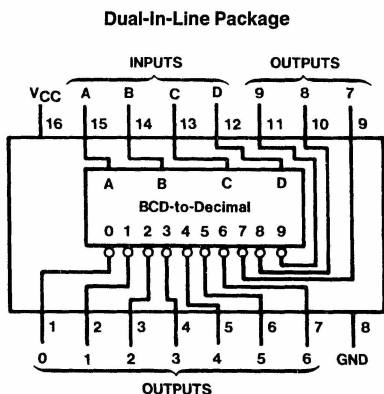 Dual-In-Line Package
INPUTS OUTPUTS
VCC A B C D 9 8 7
16 15 14 13 12 11 10 9
A B C D
BCD-to-Decimal
0 1 2 3 4 5 6 7 8 9
1 2 3 4 5 6 7 8
0 1 2 3 4 5 6 GND
OUTPUTS